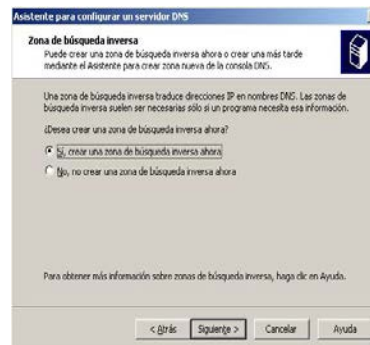 Asistente para configurar un servidor DNS
Zona de búsqueda inversa
Puede crear una zona de búsqueda inversa ahora o crear una más tarde
mediante el Asistente para crear zona nueva de la consola DNS.
Una zona de búsqueda inversa traduce direcciones IP en nombres DNS. Las zonas de
búsqueda inversa suelen ser necesarias sólo si un programa necesita esa información.
¿Desea crear una zona de búsqueda inversa ahora?
Sí, crear una zona de búsqueda inversa ahora
No, no crear una zona de búsqueda inversa ahora
Para obtener más información sobre zonas de búsqueda inversa, haga clic en Ayuda.
< Atrás Siguiente > Cancelar Ayuda